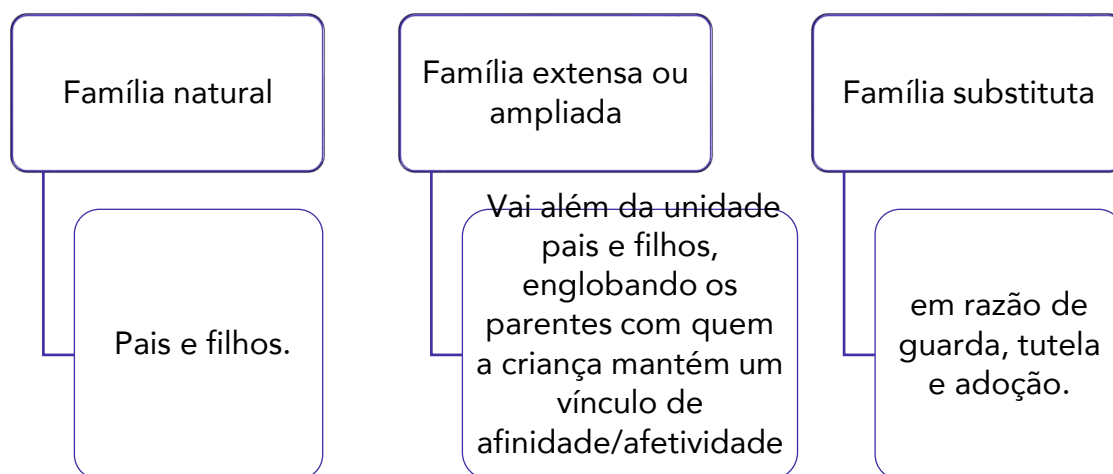 Família natural
Pais e filhos.
Família extensa ou
ampliada
Vai além da unidade
pais e filhos,
englobando os
parentes com quem
a criança mantém um
vínculo de
afinidade/afetividade
Família substituta
em razão de
guarda, tutela
e adoção.